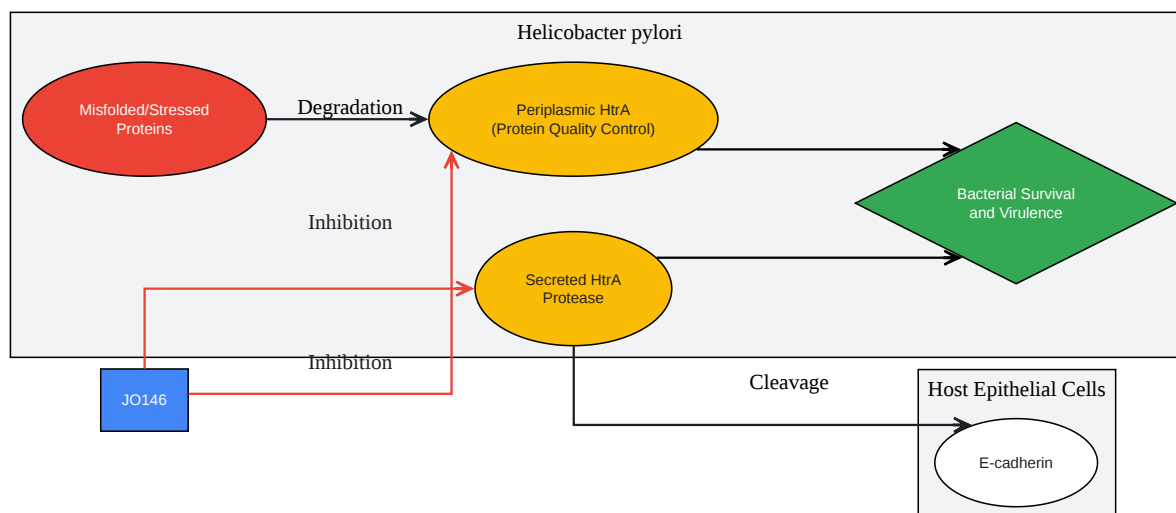 Helicobacter pylori
Misfolded/Stressed
Proteins
Degradation
Periplasmic HtrA
(Protein Quality Control)
Bacterial Survival
and Virulence
Inhibition
Secreted HtrA
Protease
Inhibition
JO146
Cleavage
Host Epithelial Cells
E-cadherin